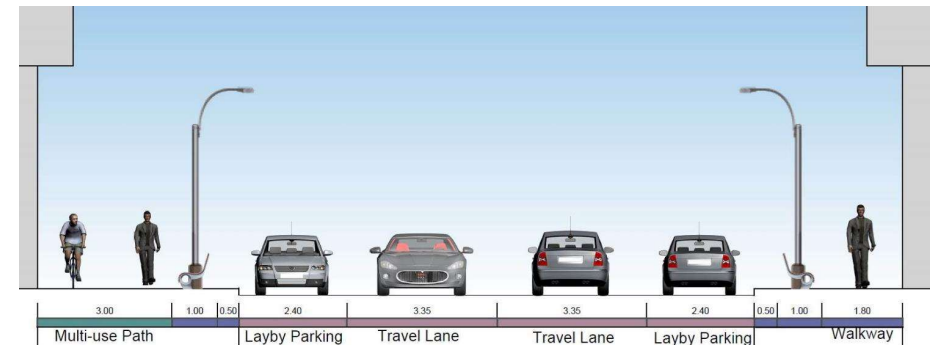 3.00 1.00 0.50 2.40 3.35 3.35 2.40 0.50 1.00 1.80
Multi-use Path Layby Parking Travel Lane Travel Lane Layby Parking Walkway